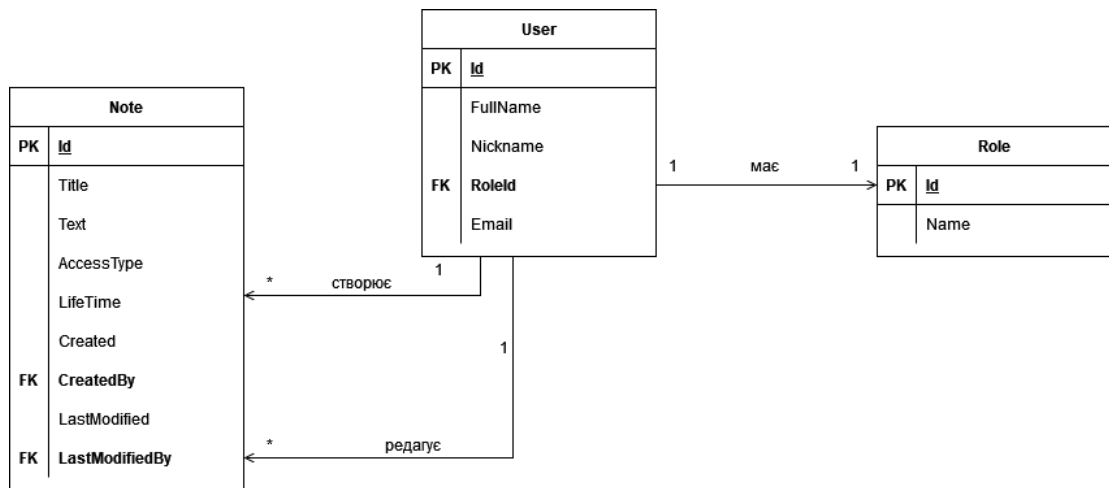 User
PK Id
FullName
Nickname
FK RoleId
Email
Note
PK Id
Title
Text
AccessType
LifeTime
Created
FK CreatedBy
LastModified
FK LastModifiedBy
Role
PK Id
Name
1 має 1
1
* створює
1
* редагує